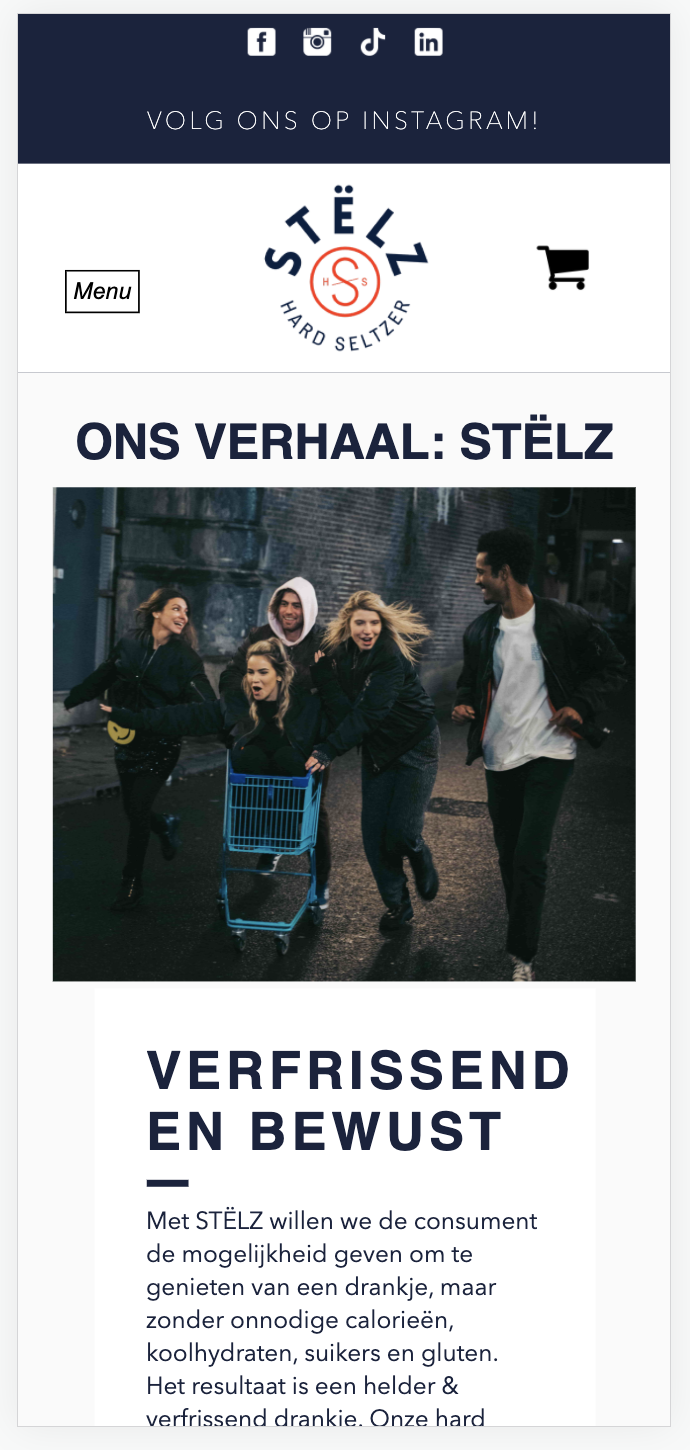 VOLG ONS OP INSTAGRAM!
Menu
STËLZ
H S S
HARD SELTZER
ONS VERHAAL: STËLZ
VERFRISSEND
EN BEWUST
Met STËLZ willen we de consument
de mogelijkheid geven om te
genieten van een drankje, maar
zonder onnodige calorieën,
koolhydraten, suikers en gluten.
Het resultaat is een helder &
verfrissend drankje. Onze hard